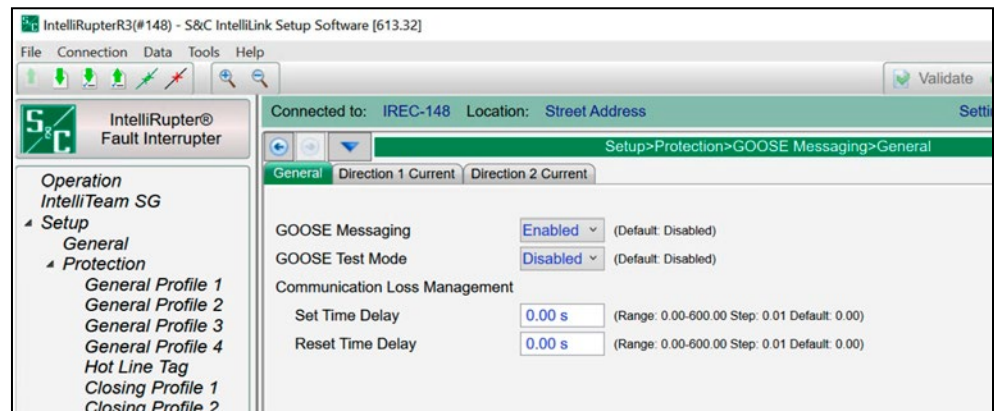 IntelliRupterR3(#148) - S&C IntelliLink Setup Software [613.32]
File Connection Data Tools Help
Validate
S&C
IntelliRupter®
Fault Interrupter
Connected to: IREC-148 Location: Street Address
Setup>Protection>GOOSE Messaging>General
General Direction 1 Current Direction 2 Current
Operation
IntelliTeam SG
Setup
General
Protection
General Profile 1
General Profile 2
General Profile 3
General Profile 4
Hot Line Tag
Closing Profile 1
Closing Profile 2
GOOSE Messaging Enabled (Default: Disabled)
GOOSE Test Mode Disabled (Default: Disabled)
Communication Loss Management
Set Time Delay 0.00 s (Range: 0.00-600.00 Step: 0.01 Default: 0.00)
Reset Time Delay 0.00 s (Range: 0.00-600.00 Step: 0.01 Default: 0.00)